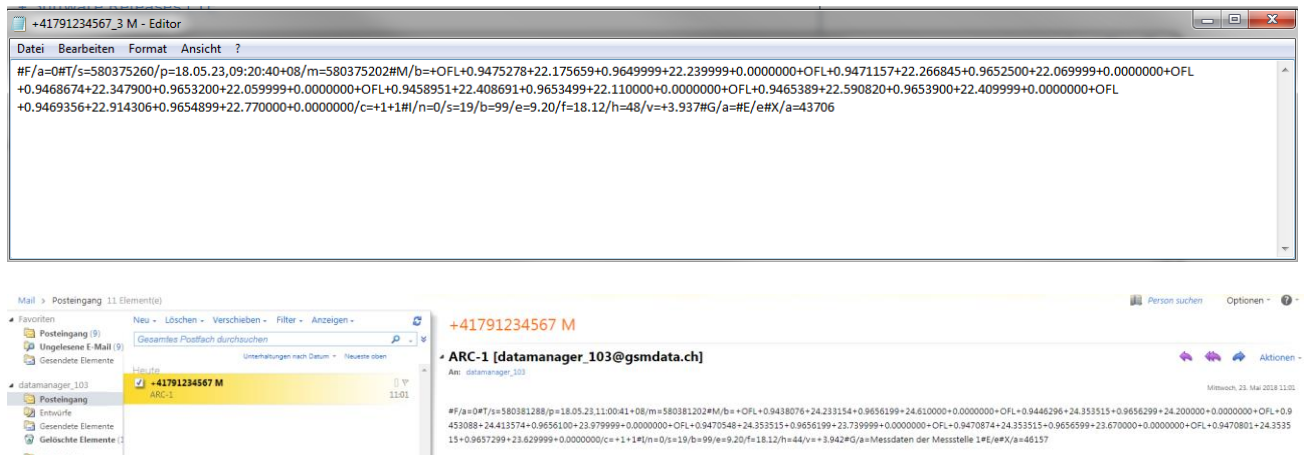 +41791234567_3 M - Editor
Datei Bearbeiten Format Ansicht ?
#F/a=0#T/s=580375260/p=18.05.23,09:20:40+08/m=580375202#M/b=+OFL+0.9475278+22.175659+0.9649999+22.239999+0.0000000+OFL+0.9471157+22.266845+0.9652500+22.069999+0.0000000+OFL
+0.9468674+22.347900+0.9653200+22.059999+0.0000000+OFL+0.9458951+22.408691+0.9653499+22.110000+0.0000000+OFL+0.9465389+22.590820+0.9653900+22.409999+0.0000000+OFL
+0.9469356+22.914306+0.9654899+22.770000+0.0000000/c=+1+1#I/n=0/s=19/b=99/e=9.20/f=18.12/h=48/v=+3.937#G/a=#E/e#X/a=43706
Mail > Posteingang 11 Element(e)
Person suchen Optionen
Favoriten
Posteingang (9)
Ungelesene E-Mail (9)
Gesendete Elemente
datamanager_103
Posteingang
Entwürfe
Gesendete Elemente
Gelöschte Elemente (1
Neu Löschen Verschieben Filter Anzeigen
Gesamtes Postfach durchsuchen
Unterhaltungen nach Datum Neueste oben
Heute
+41791234567 M
ARC-1 11:01
+41791234567 M
ARC-1 [datamanager_103@gsmdata.ch]
Aktionen
An: datamanager_103
Mittwoch, 23. Mai 2018 11:01
#F/a=0#T/s=580381288/p=18.05.23,11:00:41+08/m=580381202#M/b=+OFL+0.9438076+24.233154+0.9656199+24.610000+0.0000000+OFL+0.9446296+24.353515+0.9656299+24.200000+0.0000000+OFL+0.9
453088+24.413574+0.9656100+23.979999+0.0000000+OFL+0.9470548+24.353515+0.9656199+23.739999+0.0000000+OFL+0.9470874+24.353515+0.9656599+23.670000+0.0000000+OFL+0.9470801+24.3535
15+0.9657299+23.629999+0.0000000/c=+1+1#I/n=0/s=19/b=99/e=9.20/f=18.12/h=44/v=+3.942#G/a=Messdaten der Messstelle 1#E/e#X/a=46157